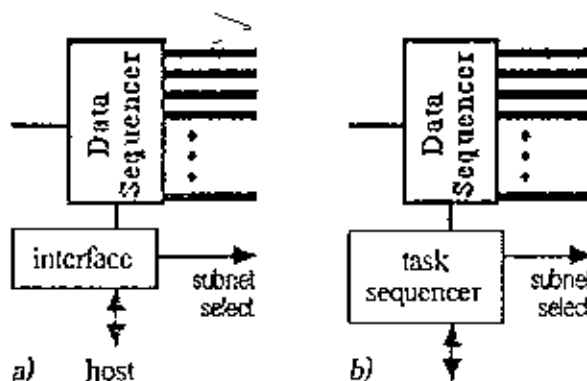 Data
Sequencer
interface
subnet
select
a)
host
Data
Sequencer
task
sequencer
subnet
select
b)